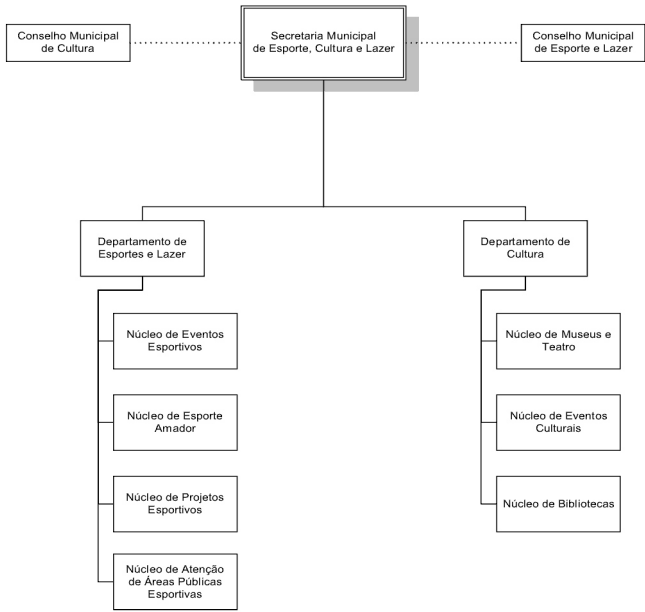 Conselho Municipal
de Cultura
Secretaria Municipal
de Esporte, Cultura e Lazer
Conselho Municipal
de Esporte e Lazer
Departamento de
Esportes e Lazer
Departamento de
Cultura
Núcleo de Eventos
Esportivos
Núcleo de Esporte
Amador
Núcleo de Projetos
Esportivos
Núcleo de Atenção
de Áreas Públicas
Esportivas
Núcleo de Museus e
Teatro
Núcleo de Eventos
Culturais
Núcleo de Bibliotecas